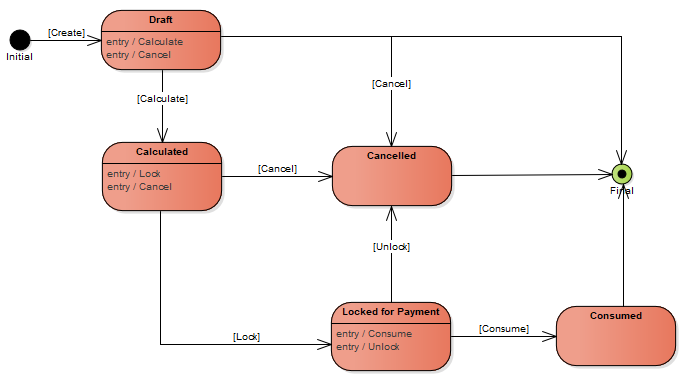 Draft
[Create]
entry / Calculate
entry / Cancel
Initial
[Cancel]
[Calculate]
Calculated
Cancelled
[Cancel]
entry / Lock
entry / Cancel
Final
[Unlock]
Locked for Payment
Consumed
[Lock]
entry / Consume
[Consume]
entry / Unlock